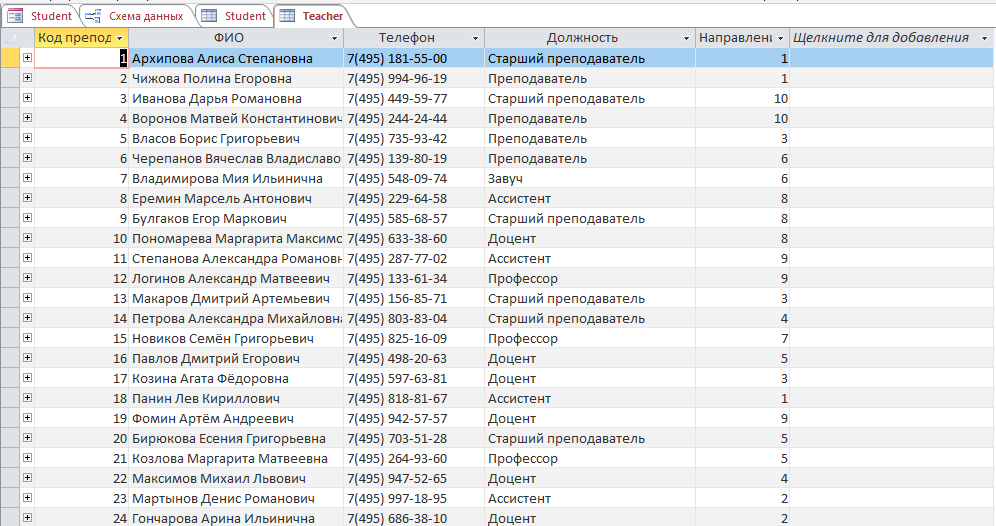 Student Схема данных Student Teacher
Код препод ФИО Телефон Должность Направлени Щелкните для добавления
1 Архипова Алиса Степановна 7(495) 181-55-00 Старший преподаватель 1
2 Чижова Полина Егоровна 7(495) 994-96-19 Преподаватель 1
3 Иванова Дарья Романовна 7(495) 449-59-77 Старший преподаватель 10
4 Воронов Матвей Константинович 7(495) 244-24-44 Преподаватель 10
5 Власов Борис Григорьевич 7(495) 735-93-42 Преподаватель 3
6 Черепанов Вячеслав Владиславо 7(495) 139-80-19 Преподаватель 6
7 Владимирова Мия Ильинична 7(495) 548-09-74 Завуч 6
8 Еремин Марсель Антонович 7(495) 229-64-58 Ассистент 8
9 Булгаков Егор Маркович 7(495) 585-68-57 Старший преподаватель 8
10 Пономарева Маргарита Максимо 7(495) 633-38-60 Доцент 8
11 Степанова Александра Романовн 7(495) 287-77-02 Ассистент 9
12 Логинов Александр Матвеевич 7(495) 133-61-34 Профессор 9
13 Макаров Дмитрий Артемьевич 7(495) 156-85-71 Старший преподаватель 3
14 Петрова Александра Михайловна 7(495) 803-83-04 Старший преподаватель 4
15 Новиков Семён Григорьевич 7(495) 825-16-09 Профессор 7
16 Павлов Дмитрий Егорович 7(495) 498-20-63 Доцент 5
17 Козина Агата Фёдоровна 7(495) 597-63-81 Доцент 3
18 Панин Лев Кириллович 7(495) 818-81-67 Ассистент 1
19 Фомин Артём Андреевич 7(495) 942-57-57 Доцент 9
20 Бирюкова Есения Григорьевна 7(495) 703-51-28 Старший преподаватель 5
21 Козлова Маргарита Матвеевна 7(495) 264-93-60 Профессор 5
22 Максимов Михаил Львович 7(495) 947-52-65 Доцент 4
23 Мартынов Денис Романович 7(495) 997-18-95 Ассистент 2
24 Гончарова Арина Ильинична 7(495) 686-38-10 Доцент 2